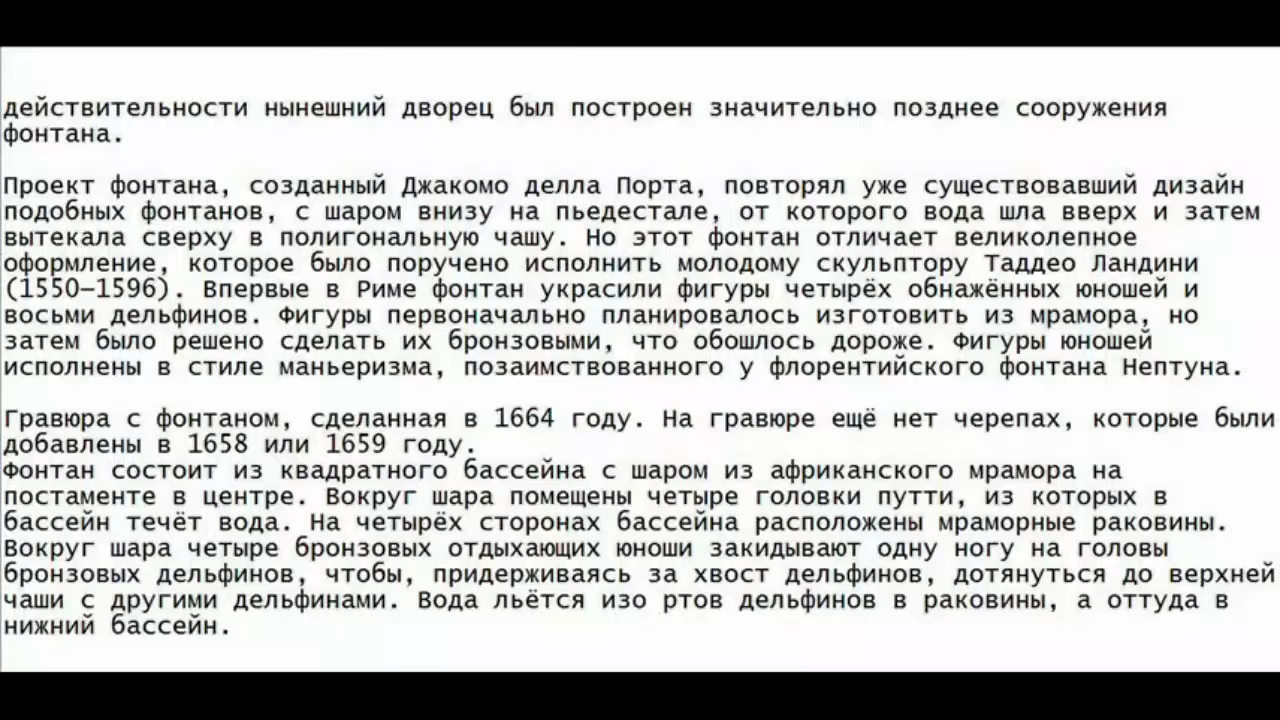 действительности нынешний дворец был построен значительно позднее сооружения
фонтана.
Проект фонтана, созданный Джакомо делла Порта, повторял уже существовавший дизайн
подобных фонтанов, с шаром внизу на пьедестале, от которого вода шла вверх и затем
вытекала сверху в полигональную чашу. Но этот фонтан отличает великолепное
оформление, которое было поручено исполнить молодому скульптору Таддео Ландини
(1550—1596). Впервые в Риме фонтан украсили фигуры четырёх обнажённых юношей и
восьми дельфинов. Фигуры первоначально планировалось изготовить из мрамора, но
затем было решено сделать их бронзовыми, что обошлось дороже. Фигуры юношей
исполнены в стиле маньеризма, позаимствованного у флорентийского фонтана Нептуна.
Гравюра с фонтаном, сделанная в 1664 году. На гравюре ещё нет черепах, которые были
добавлены в 1658 или 1659 году.
Фонтан состоит из квадратного бассейна с шаром из африканского мрамора на
постаменте в центре. Вокруг шара помещены четыре головки путти, из которых в
бассейн течёт вода. На четырёх сторонах бассейна расположены мраморные раковины.
Вокруг шара четыре бронзовых отдыхающих юноши закидывают одну ногу на головы
бронзовых дельфинов, чтобы, придерживаясь за хвост дельфинов, дотянуться до верхней
чаши с другими дельфинами. Вода льётся изо ртов дельфинов в раковины, а оттуда в
нижний бассейн.